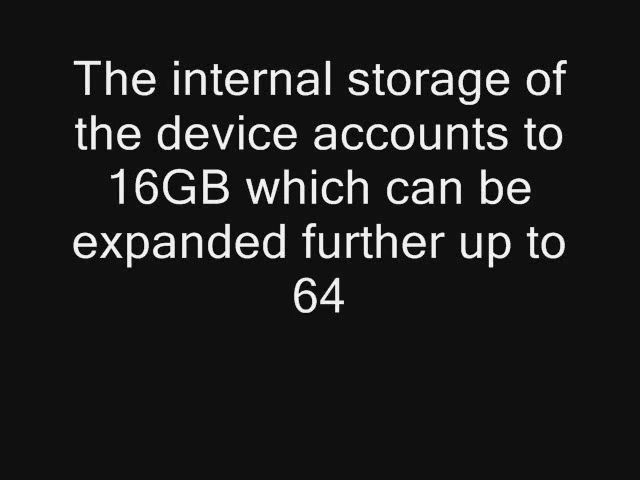 The internal storage of
the device accounts to
16GB which can be
expanded further up to
64